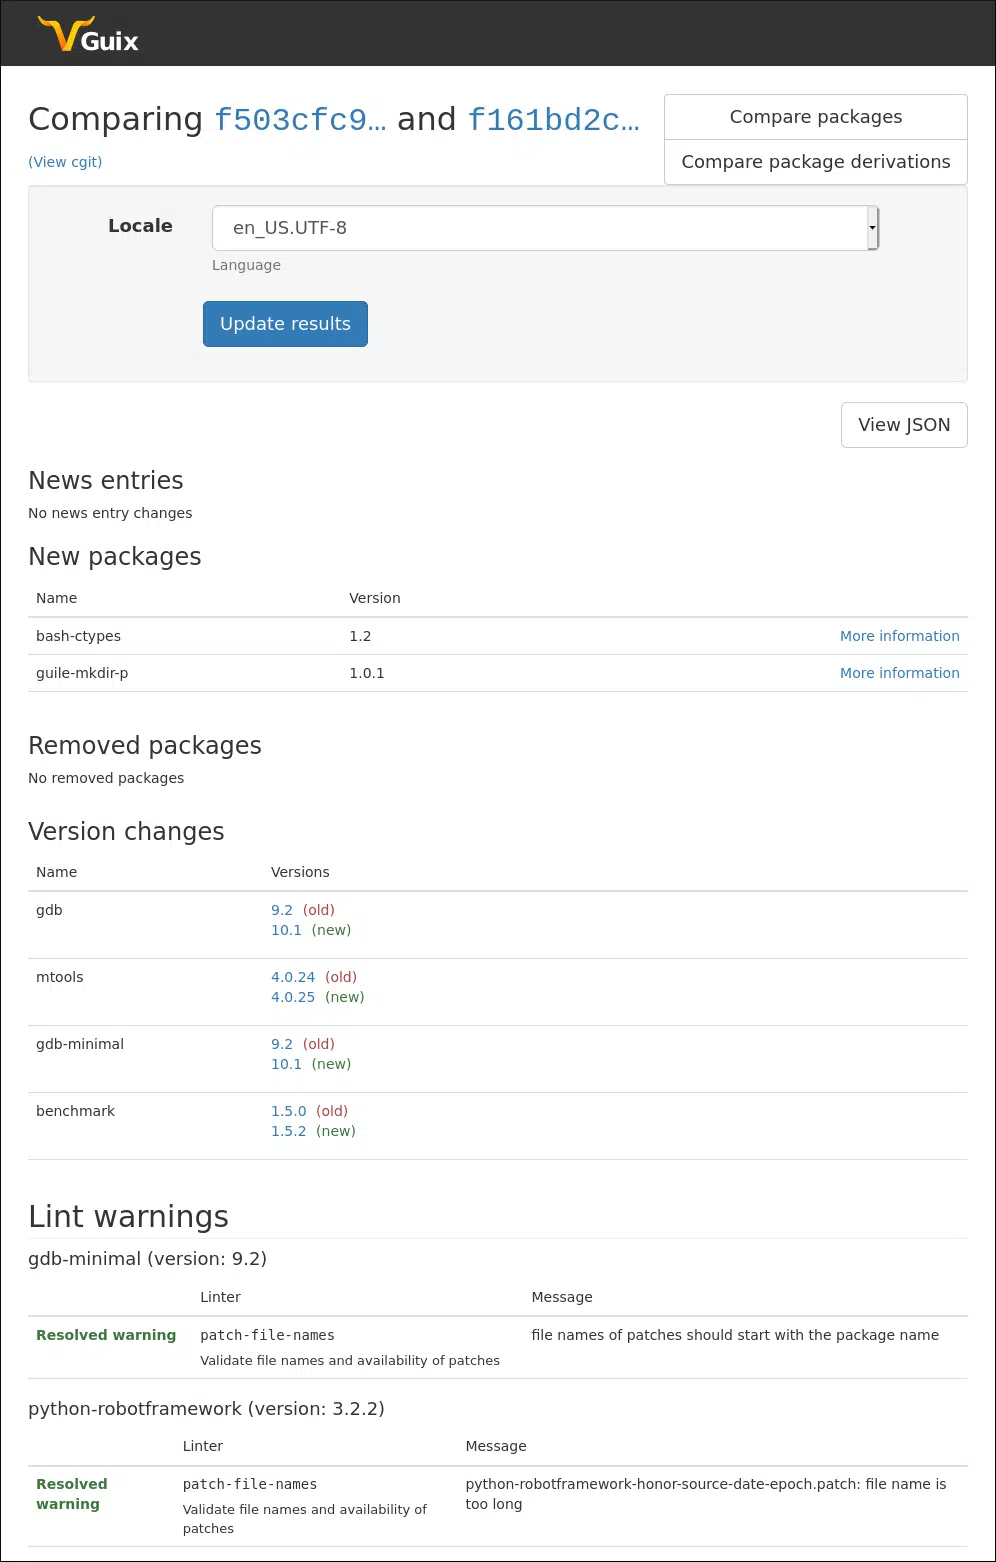 Guix
Comparing f503cfc9… and f161bd2c…
(View cgit)
Compare packages
Compare package derivations
Locale
en_US.UTF-8
Language
Update results
View JSON
News entries
No news entry changes
New packages
Name Version
bash-ctypes 1.2 More information
guile-mkdir-p 1.0.1 More information
Removed packages
No removed packages
Version changes
Name Versions
gdb 9.2 (old)
10.1 (new)
mtools 4.0.24 (old)
4.0.25 (new)
gdb-minimal 9.2 (old)
10.1 (new)
benchmark 1.5.0 (old)
1.5.2 (new)
Lint warnings
gdb-minimal (version: 9.2)
Linter Message
Resolved warning patch-file-names file names of patches should start with the package name
Validate file names and availability of patches
python-robotframework (version: 3.2.2)
Linter Message
Resolved patch-file-names python-robotframework-honor-source-date-epoch.patch: file name is
warning too long
Validate file names and availability of
patches